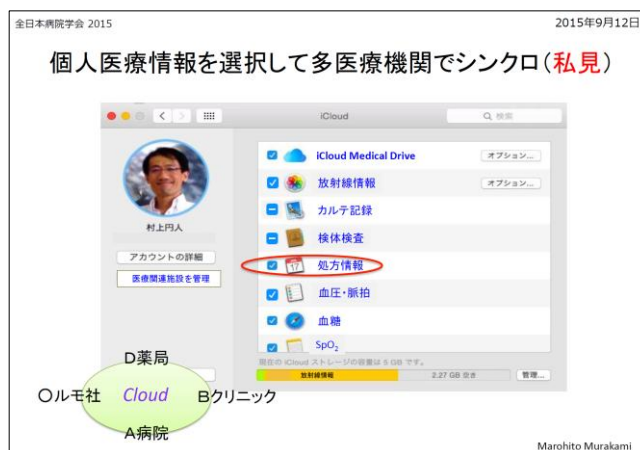 全日本病院学会 2015
2015年9月12日
個人医療情報を選択して多医療機関でシンクロ(私見)
iCloud
検索
iCloud Medical Drive
オプション...
放射線情報
オプション...
カルテ記録
村上円人
検体検査
アカウントの詳細
17
処方情報
医療関連施設を管理
血圧・脈拍
血糖
SpO₂
現在の iCloud ストレージの容量は 5 GB です。
放射線情報
2.27 GB 空き
管理...
D薬局
〇ルモ社
Cloud
Bクリニック
A病院
Marohito Murakami